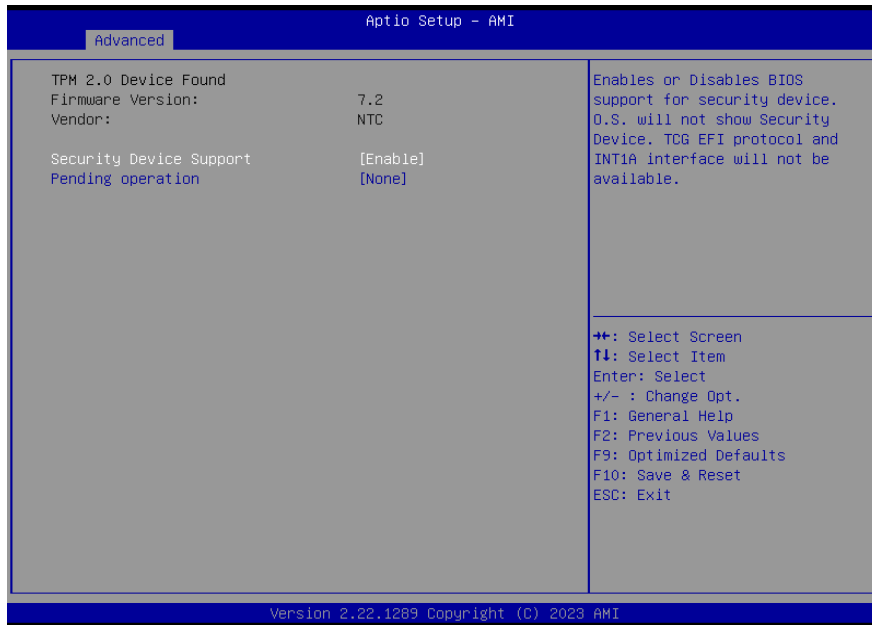 Aptio Setup - AMI
Advanced
TPM 2.0 Device Found
Firmware Version: 7.2
Vendor: NTC
Security Device Support [Enable]
Pending operation [None]
Enables or Disables BIOS
support for security device.
O.S. will not show Security
Device. TCG EFI protocol and
INT1A interface will not be
available.
→←: Select Screen
↑↓: Select Item
Enter: Select
+/- : Change Opt.
F1: General Help
F2: Previous Values
F9: Optimized Defaults
F10: Save & Reset
ESC: Exit
Version 2.22.1289 Copyright (C) 2023 AMI